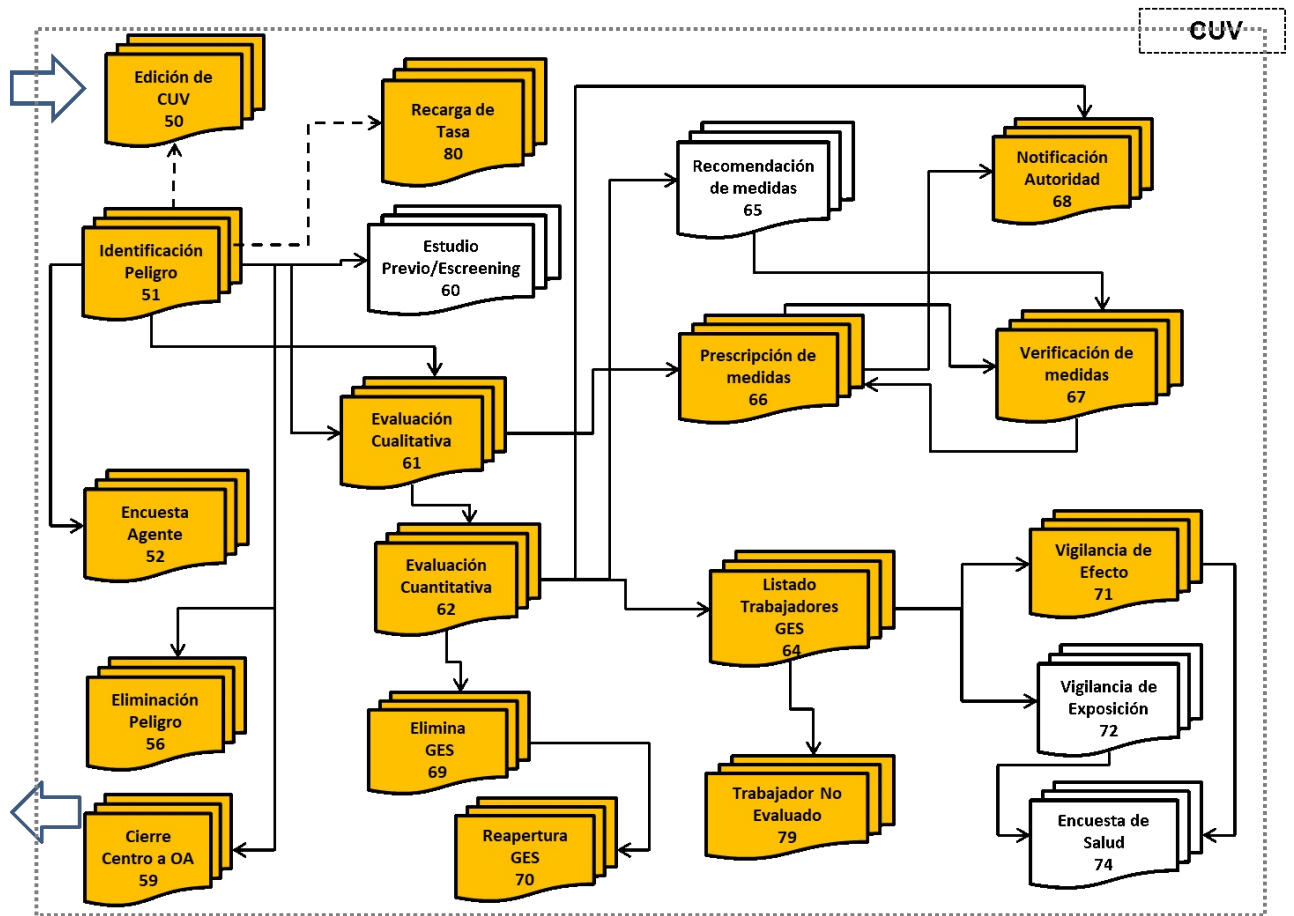 CUV
Edición de
CUV
50
Recarga de
Tasa
80
Recomendación
de medidas
65
Notificación
Autoridad
68
Identificación
Peligro
51
Estudio
Previo/Escreening
60
Prescripción de
medidas
66
Verificación de
medidas
67
Evaluación
Cualitativa
61
Encuesta
Agente
52
Evaluación
Cuantitativa
62
Listado
Trabajadores
GES
64
Vigilancia de
Efecto
71
Eliminación
Peligro
56
Elimina
GES
69
Vigilancia de
Exposición
72
Cierre
Centro a OA
59
Reapertura
GES
70
Trabajador No
Evaluado
79
Encuesta de
Salud
74